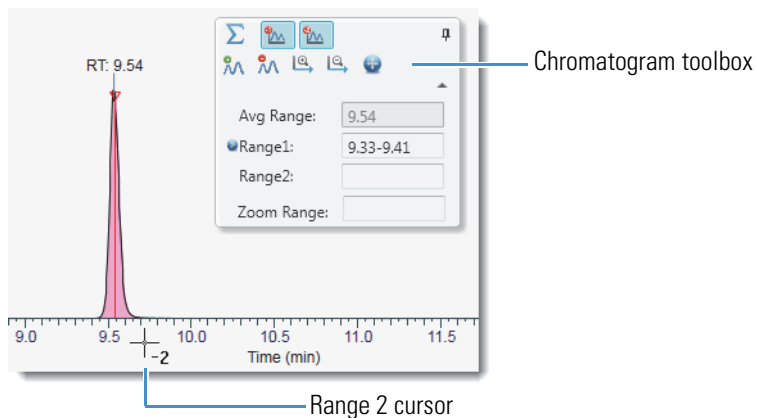 RT: 9.54
Chromatogram toolbox
Avg Range: 9.54
Range1: 9.33-9.41
Range2:
Zoom Range:
9.0 9.5 10.0 10.5 11.0 11.5
-2
Time (min)
Range 2 cursor